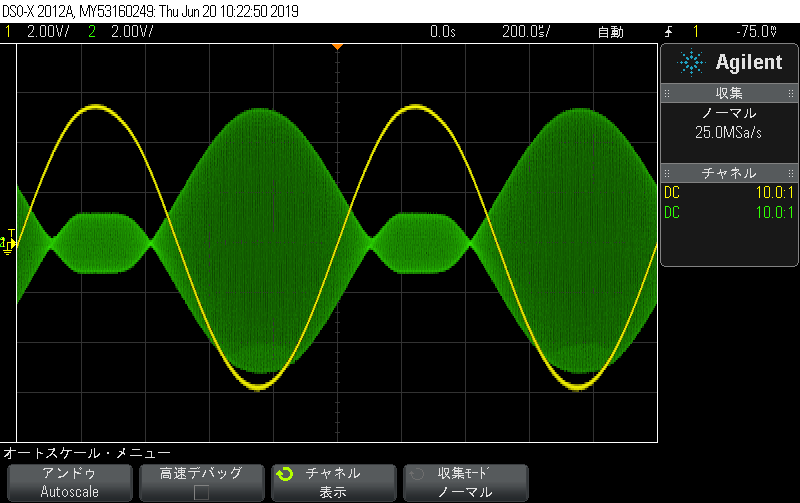 DSO-X 2012A, MY53160249: Thu Jun 20 10:22:50 2019
1 2.00V/ 2 2.00V/ 0.0s 200.0㎲/ 自動 1 -75.0㎷
Agilent
収集
ノーマル
25.0MSa/s
チャネル
DC 10.0:1
DC 10.0:1
T
オートスケール・メニュー
アンドゥ
Autoscale
高速デバッグ
チャネル
表示
収集ﾓｰﾄﾞ
ノーマル